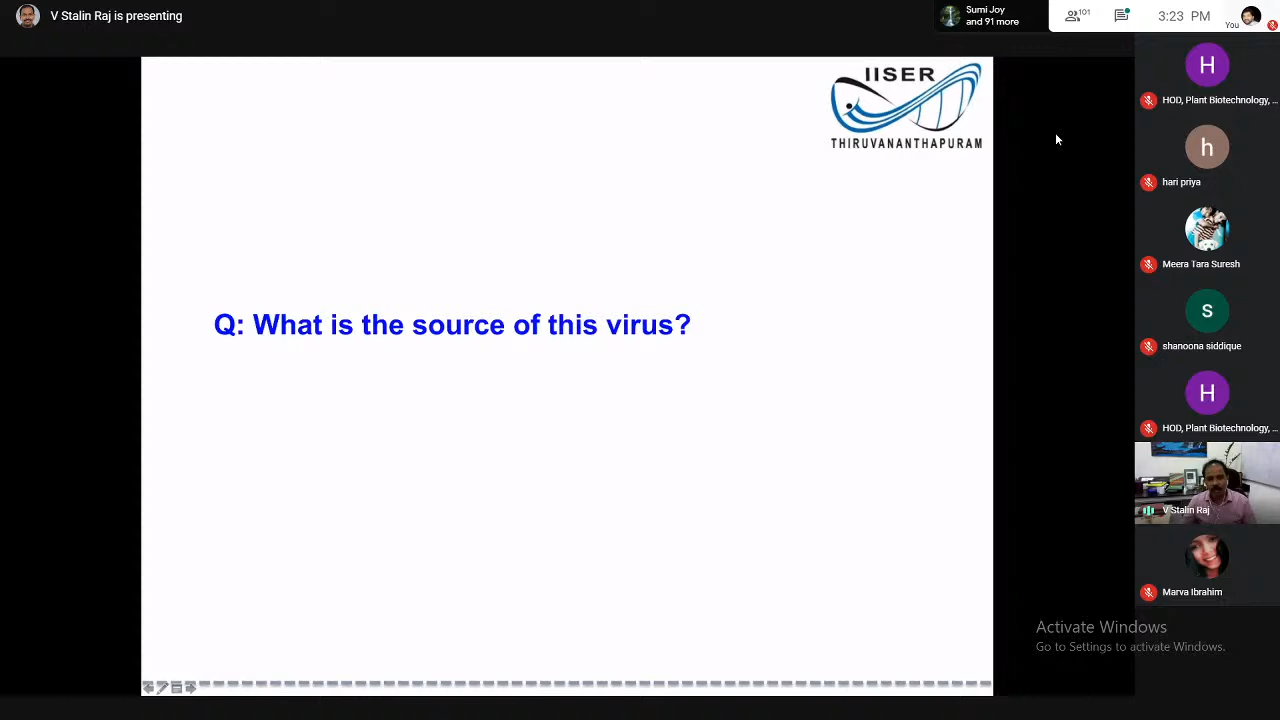 V Stalin Raj is presenting
Sumi Joy
and 91 more
101
3:23 PM
You
IISER
THIRUVANANTHAPURAM
Q: What is the source of this virus?
H
HOD, Plant Biotechnology, ...
h
hari priya
Meera Tara Suresh
s
shanoona siddique
H
HOD, Plant Biotechnology, ...
V Stalin Raj
Marva Ibrahim
Activate Windows
Go to Settings to activate Windows.